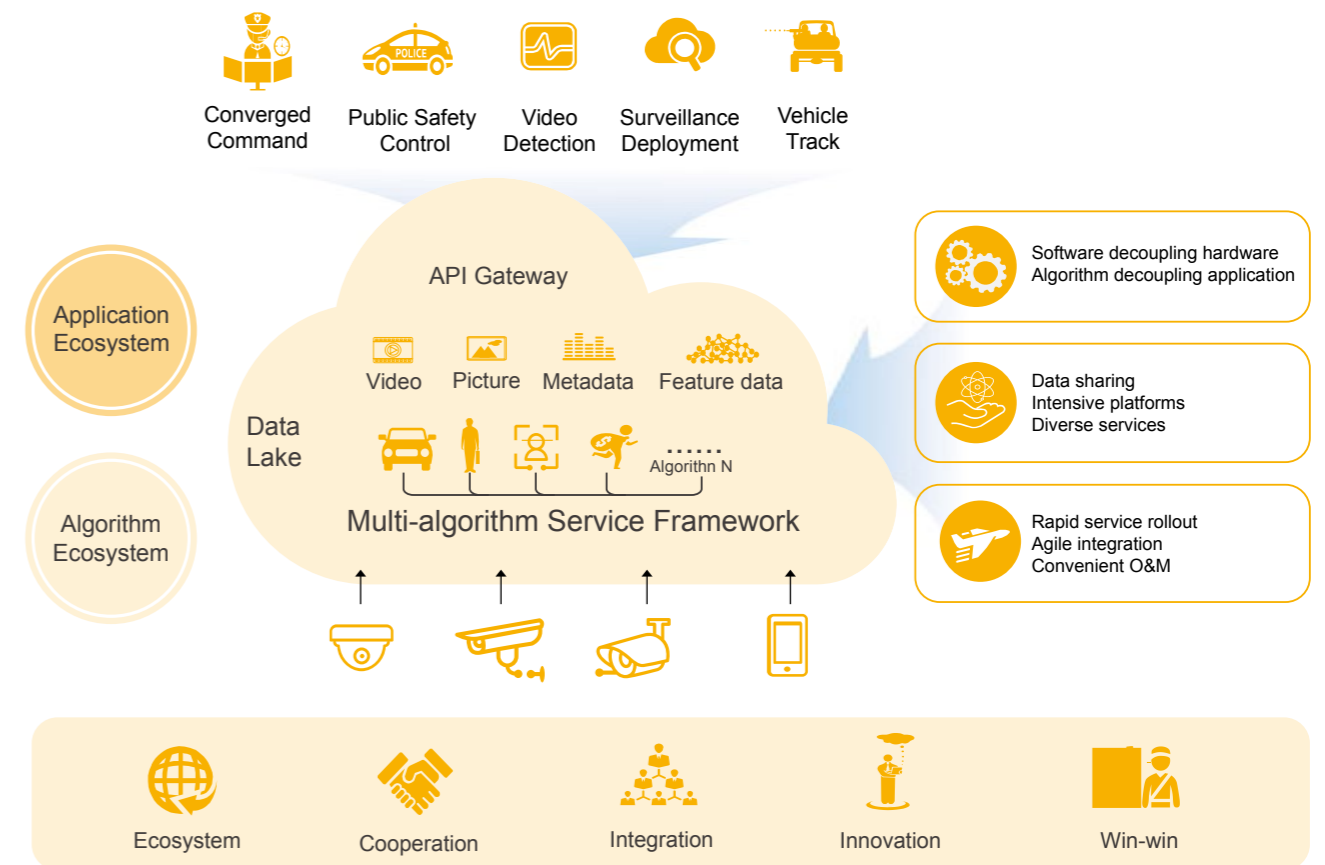 POLICE
Converged
Command
Public Safety
Control
Video
Detection
Surveillance
Deployment
Vehicle
Track
Application
Ecosystem
Algorithm
Ecosystem
API Gateway
Video
Picture
Metadata
Feature data
Data
Lake
......
Algorithn N
Multi-algorithm Service Framework
Software decoupling hardware
Algorithm decoupling application
Data sharing
Intensive platforms
Diverse services
Rapid service rollout
Agile integration
Convenient O&M
Ecosystem
Cooperation
Integration
Innovation
Win-win